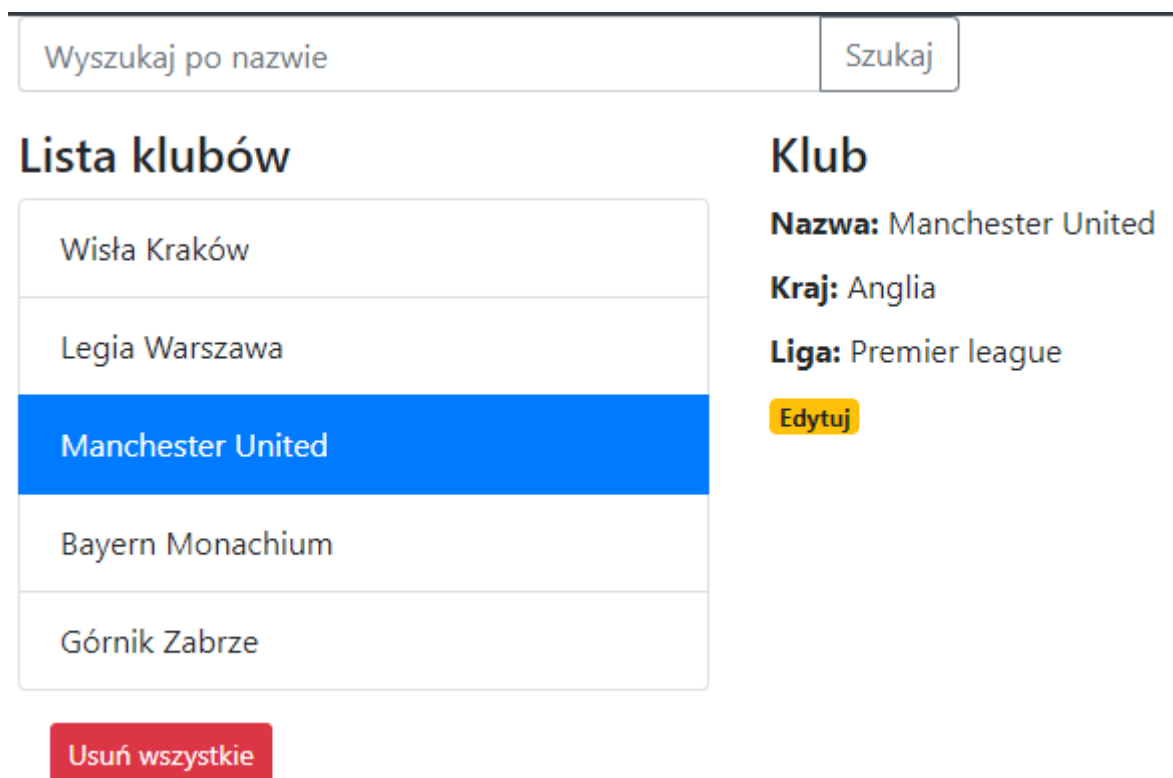 Wyszukaj po nazwie
Szukaj
Lista klubów
Wisła Kraków
Legia Warszawa
Manchester United
Bayern Monachium
Górnik Zabrze
Usuń wszystkie
Klub
Nazwa: Manchester United
Kraj: Anglia
Liga: Premier league
Edytuj